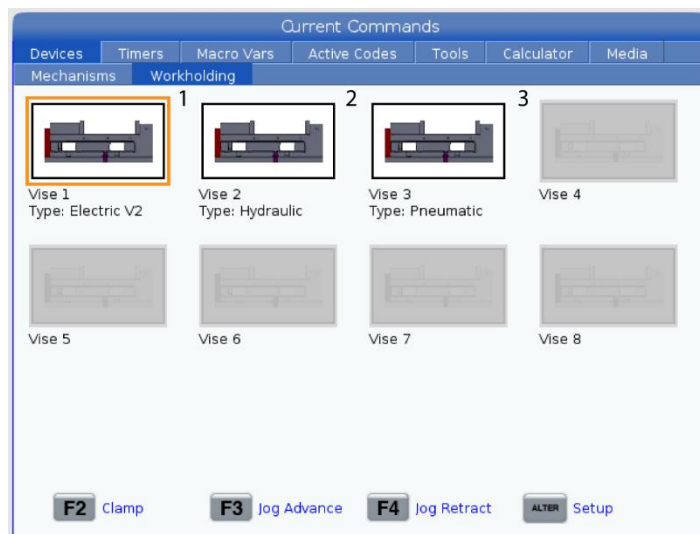 Current Commands
Devices Timers Macro Vars Active Codes Tools Calculator Media
Mechanisms Workholding
1 2 3
Vise 1 Vise 2 Vise 3 Vise 4
Type: Electric V2 Type: Hydraulic Type: Pneumatic
Vise 5 Vise 6 Vise 7 Vise 8
F2 Clamp F3 Jog Advance F4 Jog Retract ALTER Setup